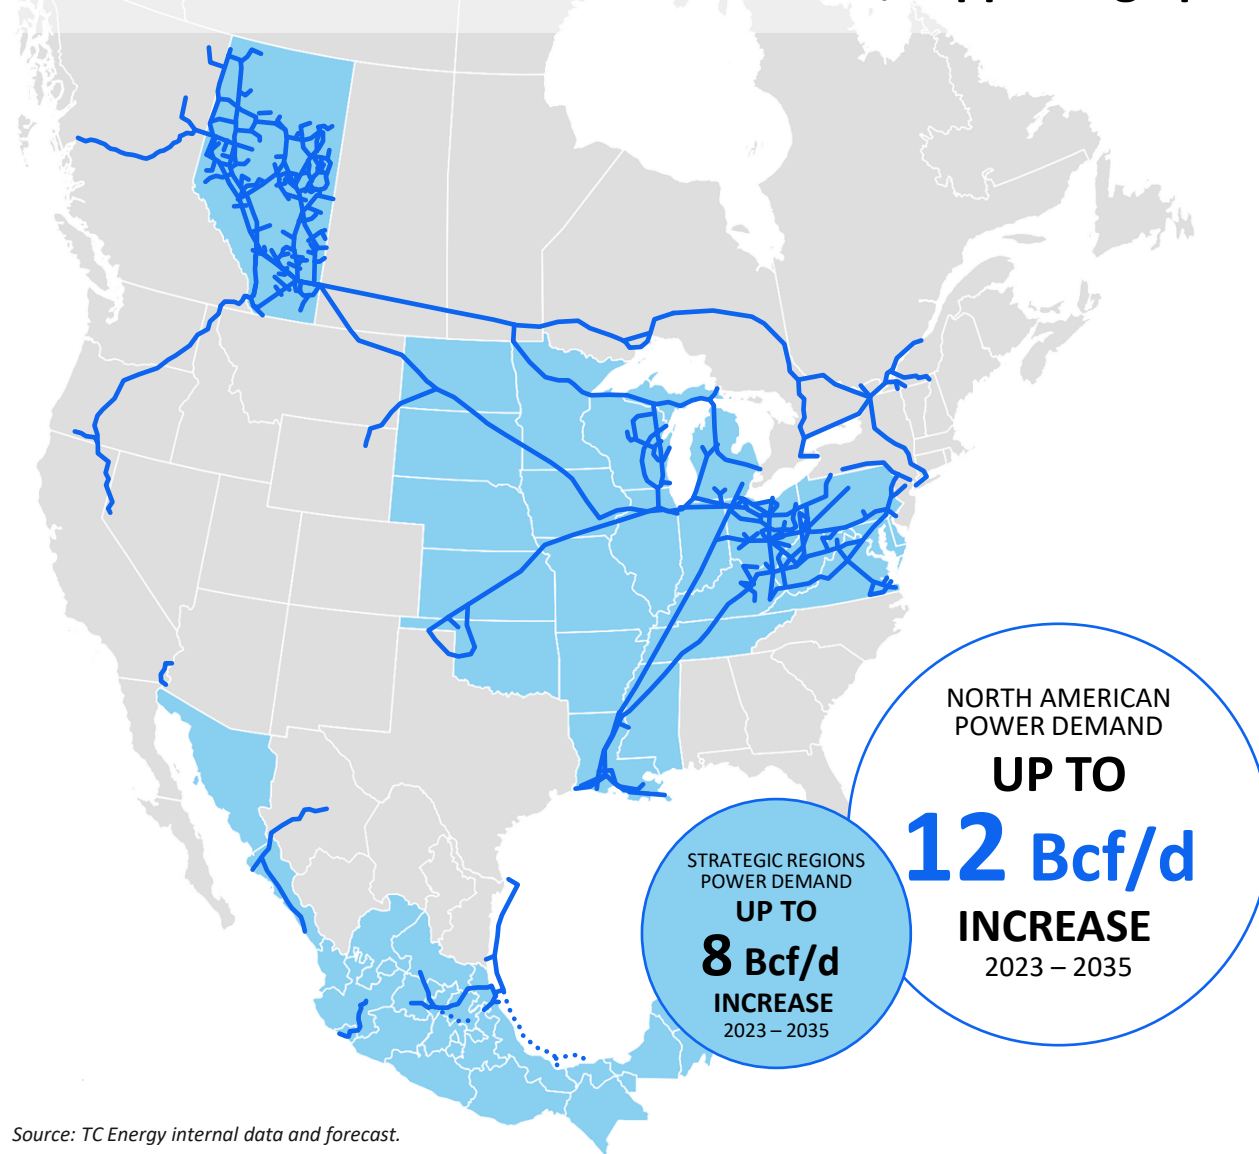 NORTH AMERICAN
POWER DEMAND
UP TO
12 Bcf/d
INCREASE
2023 – 2035
STRATEGIC REGIONS
POWER DEMAND
UP TO
8 Bcf/d
INCREASE
2023 – 2035
Source: TC Energy internal data and forecast.